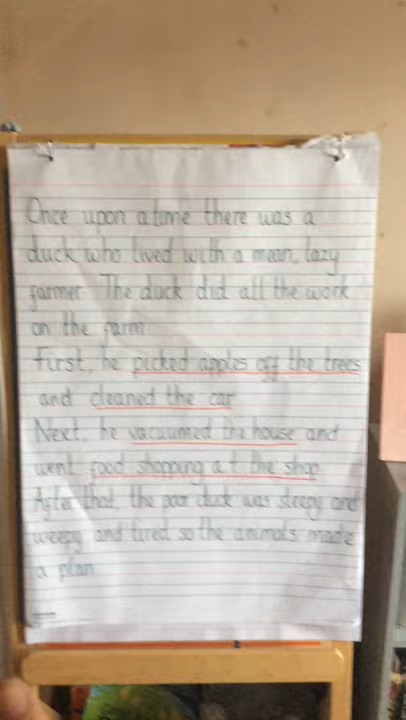 Once upon a time there was a
duck who lived with a mean, lazy
farmer. The duck did all the work
on the farm.
First, he picked apples off the trees
and cleaned the car
Next, he vacuumed the house and
went food shopping at the shop
After that, the poor duck was sleepy and
weepy and tired so the animals made
a plan